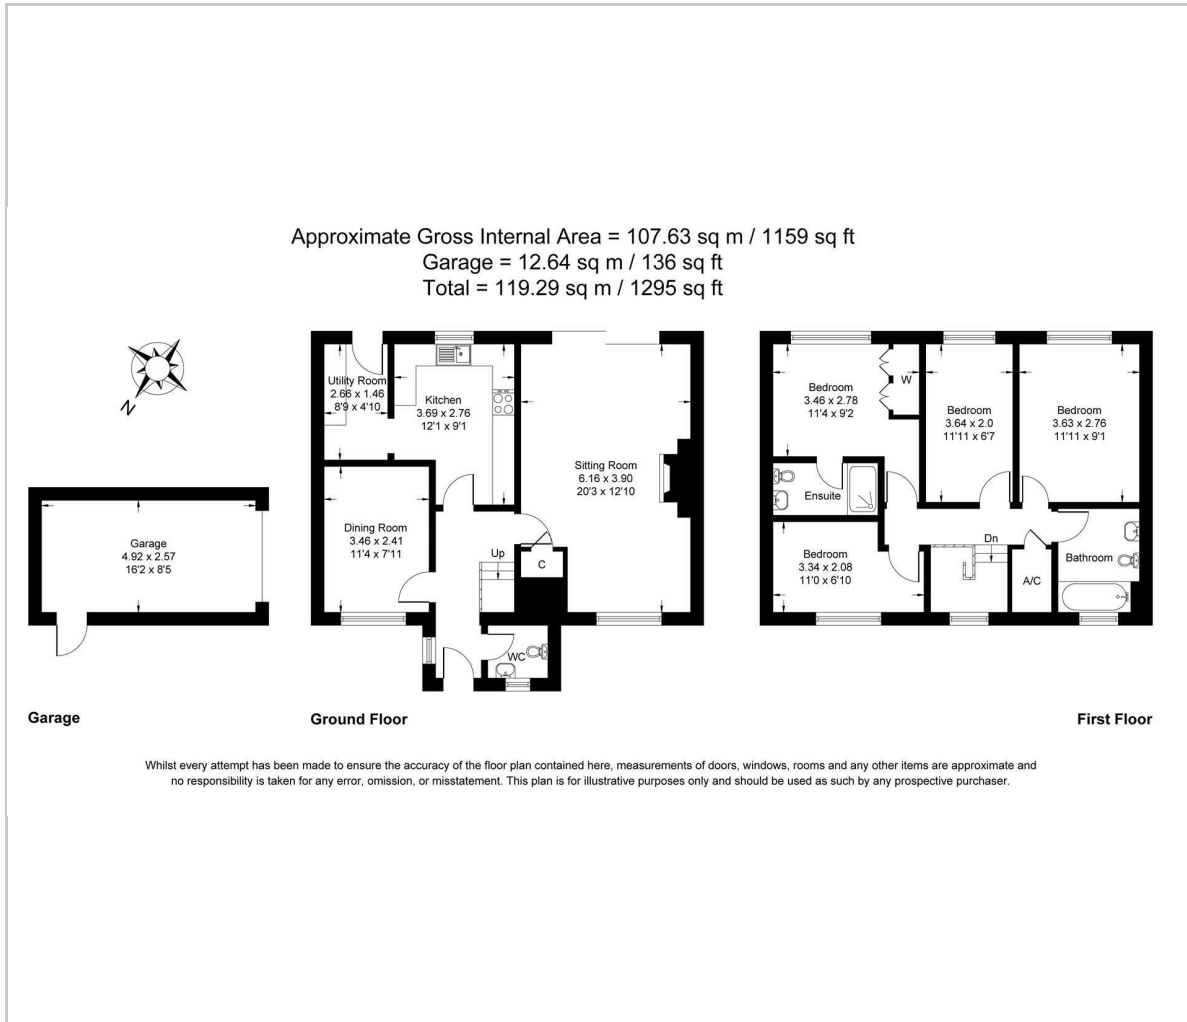 Approximate Gross Internal Area = 107.63 sq m / 1159 sq ft
Garage = 12.64 sq m / 136 sq ft
Total = 119.29 sq m / 1295 sq ft
N
Garage
4.92 x 2.57
16'2 x 8'5
Garage
Utility Room
2.66 x 1.46
8'9 x 4'10
Kitchen
3.69 x 2.76
12'1 x 9'1
Sitting Room
6.16 x 3.90
20'3 x 12'10
Dining Room
3.46 x 2.41
11'4 x 7'11
Up
C
WC
Ground Floor
Bedroom
3.46 x 2.78
11'4 x 9'2
W
Bedroom
3.64 x 2.0
11'11 x 6'7
Bedroom
3.63 x 2.76
11'11 x 9'1
Ensuite
Bedroom
3.34 x 2.08
11'0 x 6'10
Dn
A/C
Bathroom
First Floor
Whilst every attempt has been made to ensure the accuracy of the floor plan contained here, measurements of doors, windows, rooms and any other items are approximate and
no responsibility is taken for any error, omission, or misstatement. This plan is for illustrative purposes only and should be used as such by any prospective purchaser.